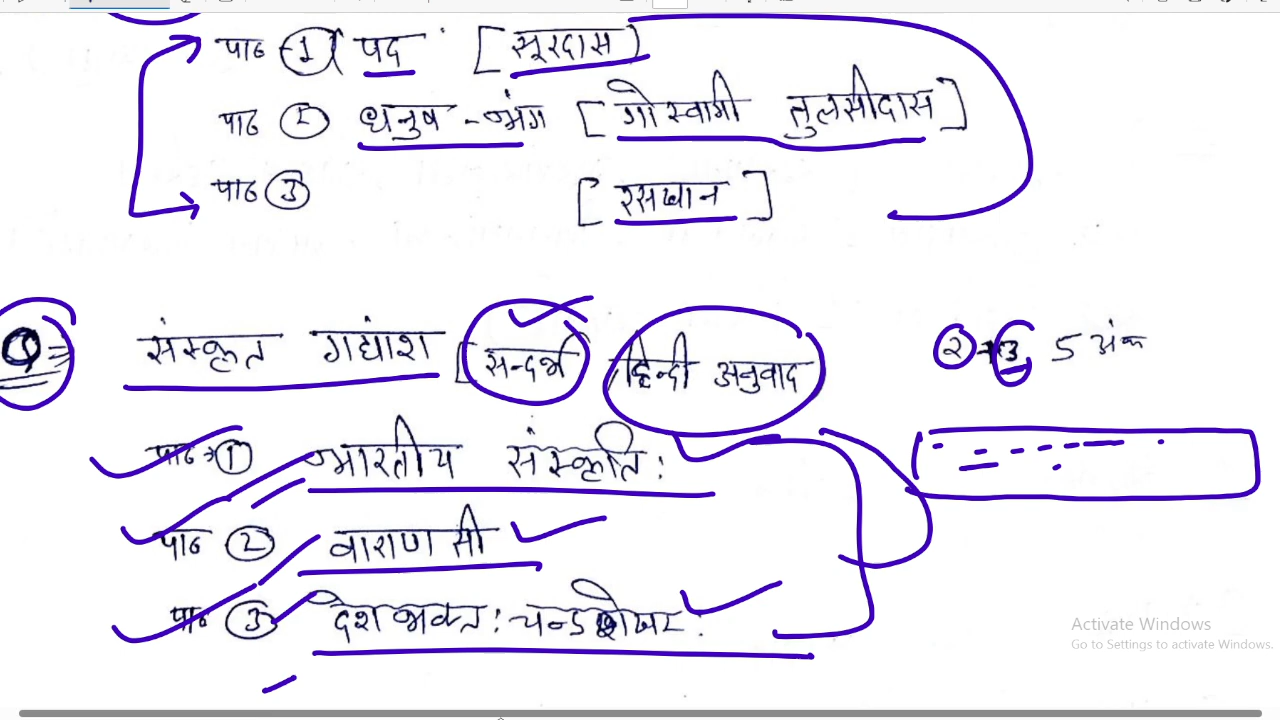 पाठ -1 पद [सूरदास]
पाठ 2 धनुष-भंग [गोस्वामी तुलसीदास]
पाठ 3 [रसखान]
Q संस्कृत गद्यांश [सन्दर्भ, हिन्दी अनुवाद २+3 5 अंक
पाठ 1 भारतीय संस्कृति:
पाठ 2 वाराणसी
पाठ 3 देशभक्त: चन्द्रशेखर:
Activate Windows
Go to Settings to activate Windows.